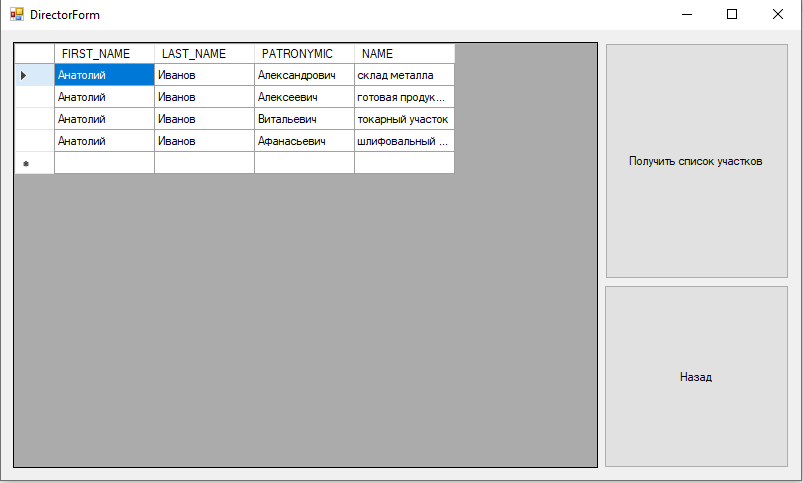 DirectorForm
FIRST_NAME LAST_NAME PATRONYMIC NAME
Анатолий Иванов Александрович склад металла
Анатолий Иванов Алексеевич готовая продук...
Анатолий Иванов Витальевич токарный участок
Анатолий Иванов Афанасьевич шлифовальный ...
Получить список участков
Назад